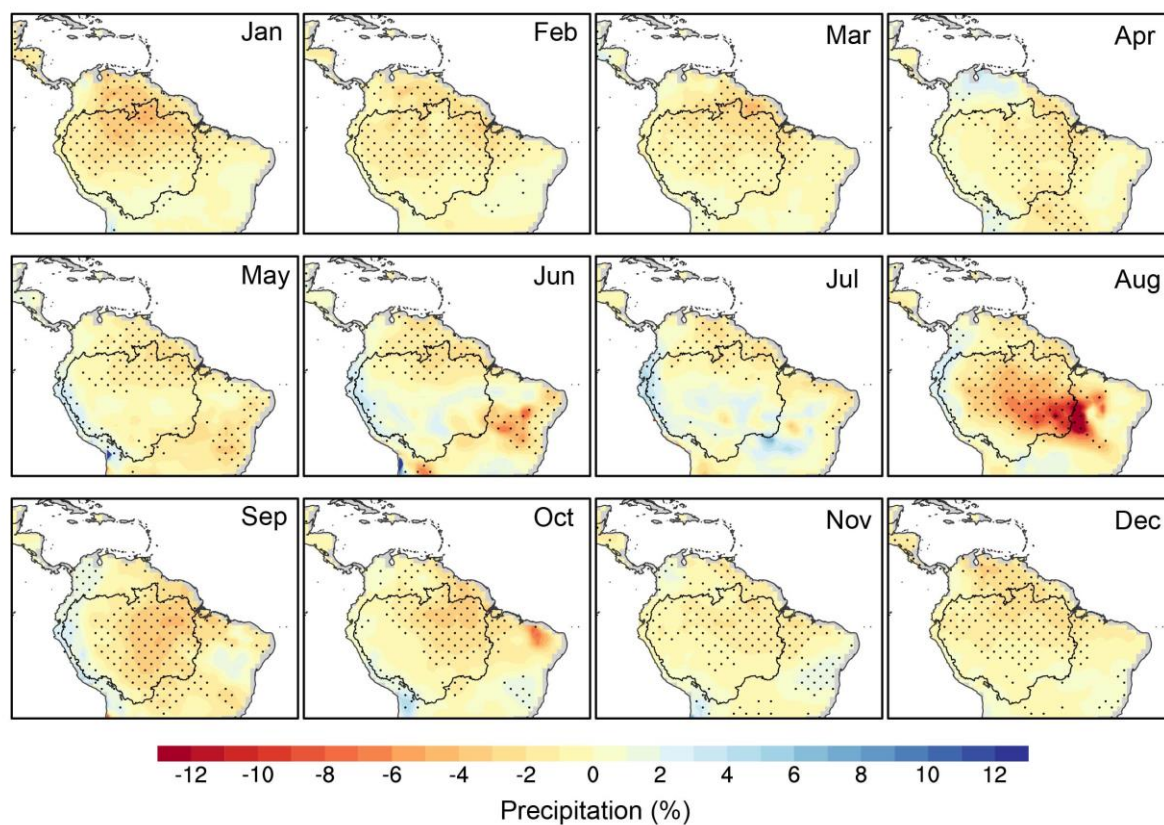 Jan Feb Mar Apr
May Jun Jul Aug
Sep Oct Nov Dec
-12 -10 -8 -6 -4 -2 0 2 4 6 8 10 12
Precipitation (%)